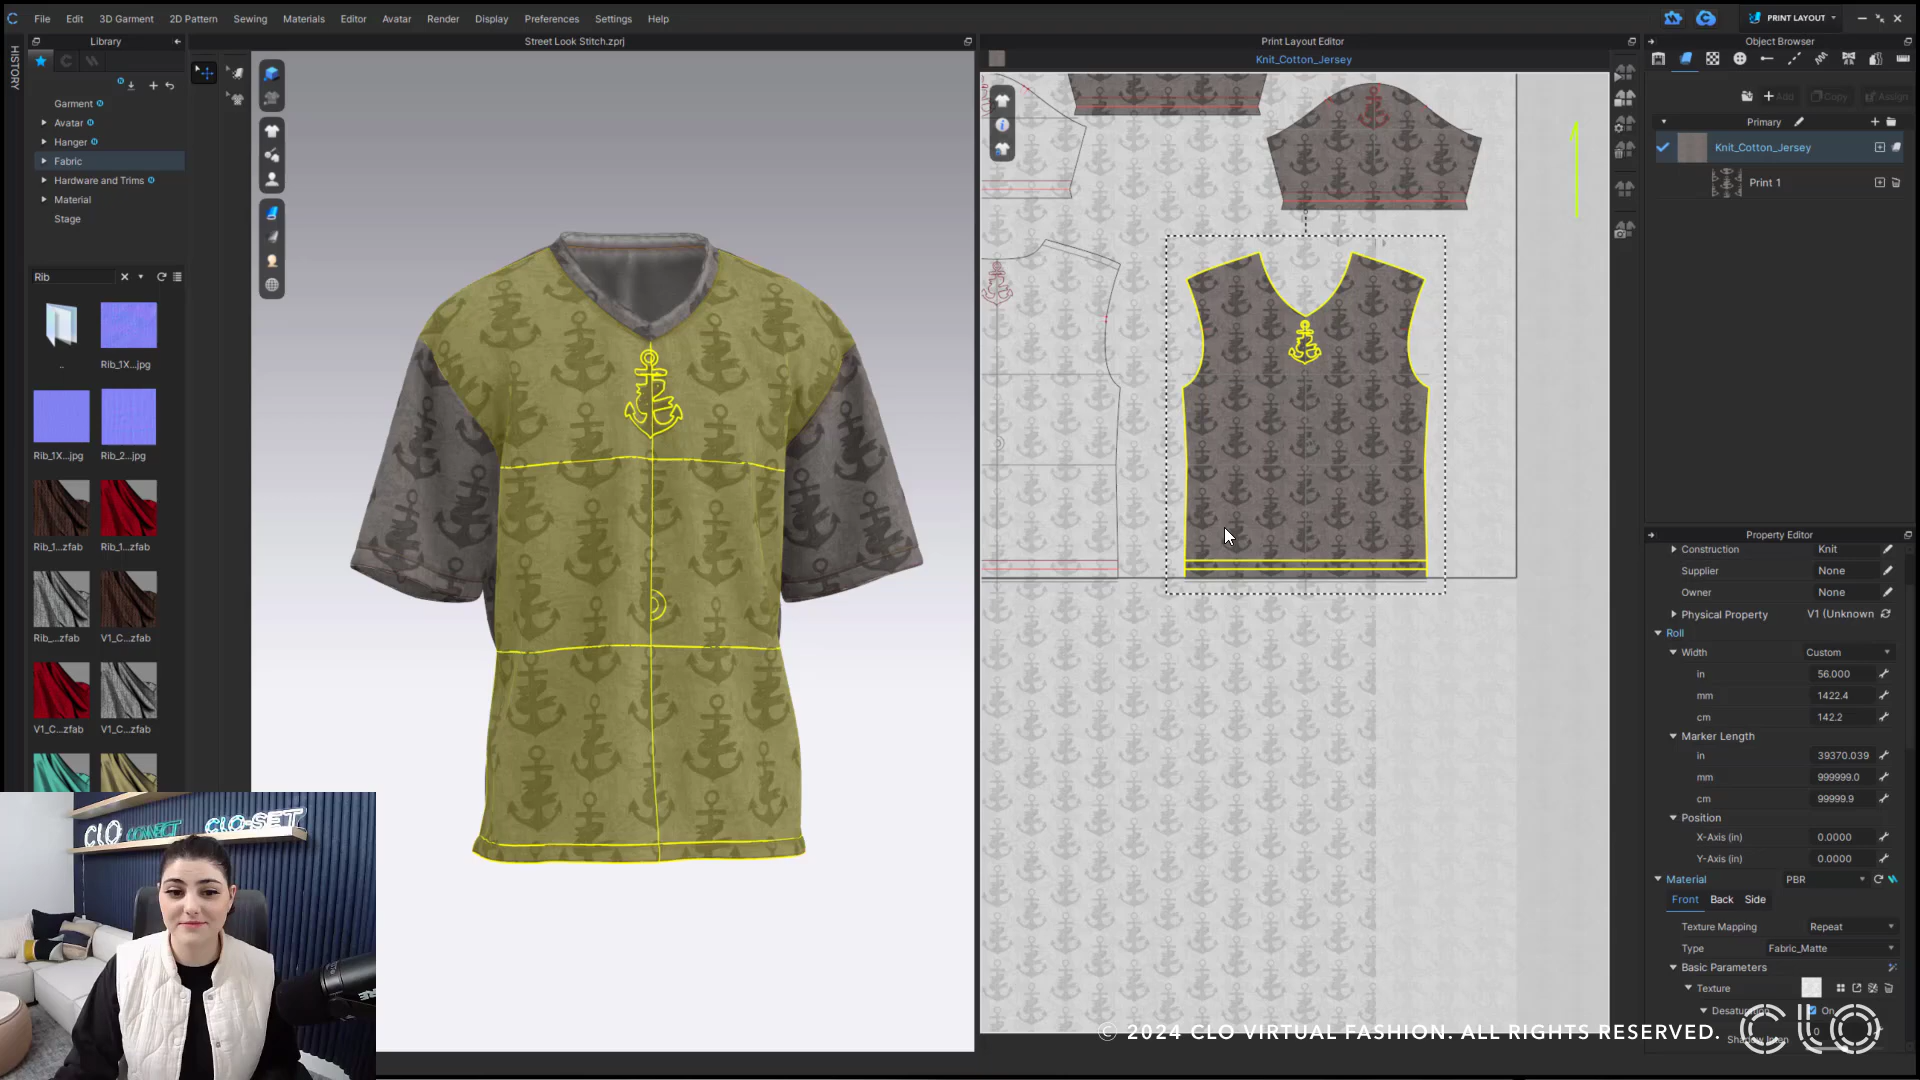 File Edit 3D Garment 2D Pattern Sewing Materials Editor Avatar Render Display Preferences Settings Help
PRINT LAYOUT
HISTORY
Library
Street Look Stitch.zprj
Print Layout Editor
Object Browser
Knit_Cotton_Jersey
Garment
Avatar
Hanger
Fabric
Hardware and Trims
Material
Stage
Add Copy Assign
Primary
Knit_Cotton_Jersey
Print 1
Rib
..
Rib_1X...jpg
Rib_1X...jpg
Rib_2...jpg
Rib_1...zfab
Rib_1...zfab
Rib_...zfab
V1_C...zfab
V1_C...zfab
V1_C...zfab
Property Editor
Construction Knit
Supplier None
Owner None
Physical Property V1 (Unknown
Roll
Width Custom
in 56.000
mm 1422.4
cm 142.2
Marker Length
in 39370.039
mm 999999.0
cm 99999.9
Position
X-Axis (in) 0.0000
Y-Axis (in) 0.0000
Material PBR
Front Back Side
Texture Mapping Repeat
Type Fabric_Matte
Basic Parameters
Texture
On
CLO CONNECT CLO-SET
© 2024 CLO VIRTUAL FASHION. ALL RIGHTS RESERVED.
CLO